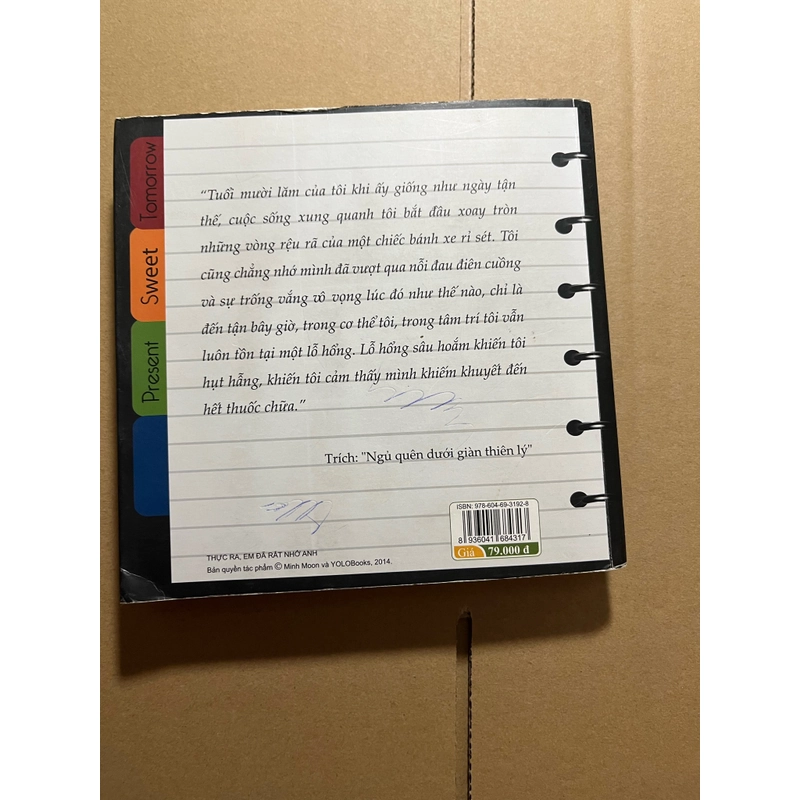 Tomorrow
Sweet
Present
“Tuổi mười lăm của tôi khi ấy giống như ngày tận
thế, cuộc sống xung quanh tôi bắt đầu xoay tròn
những vòng rệu rã của một chiếc bánh xe rỉ sét. Tôi
cũng chẳng nhớ mình đã vượt qua nỗi đau điên cuồng
và sự trống vắng vô vọng lúc đó như thế nào, chỉ là
đến tận bây giờ, trong cơ thể tôi, trong tâm trí tôi vẫn
luôn tồn tại một lỗ hổng. Lỗ hổng sâu hoắm khiến tôi
hụt hẫng, khiến tôi cảm thấy mình khiếm khuyết đến
hết thuốc chữa.”
Trích: "Ngủ quên dưới giàn thiên lý"
ISBN: 978-604-69-3192-8
8 936041 684317
Giá 79.000 đ
THỰC RA, EM ĐÃ RẤT NHỚ ANH
Bản quyền tác phẩm © Minh Moon và YOLOBooks, 2014.